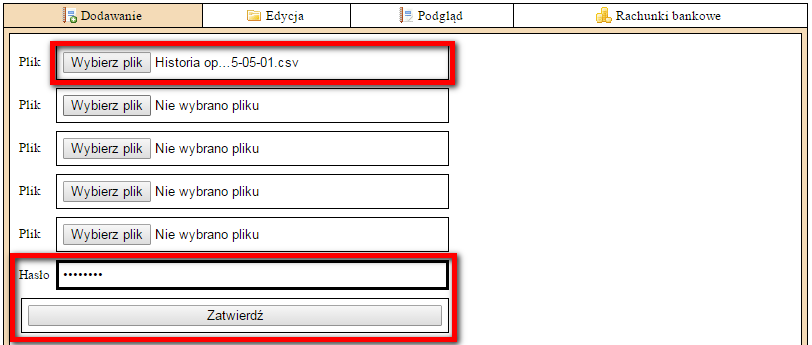 Dodawanie Edycja Podgląd Rachunki bankowe
Plik Wybierz plik Historia op...5-05-01.csv
Plik Wybierz plik Nie wybrano pliku
Plik Wybierz plik Nie wybrano pliku
Plik Wybierz plik Nie wybrano pliku
Plik Wybierz plik Nie wybrano pliku
Hasło ••••••••
Zatwierdź